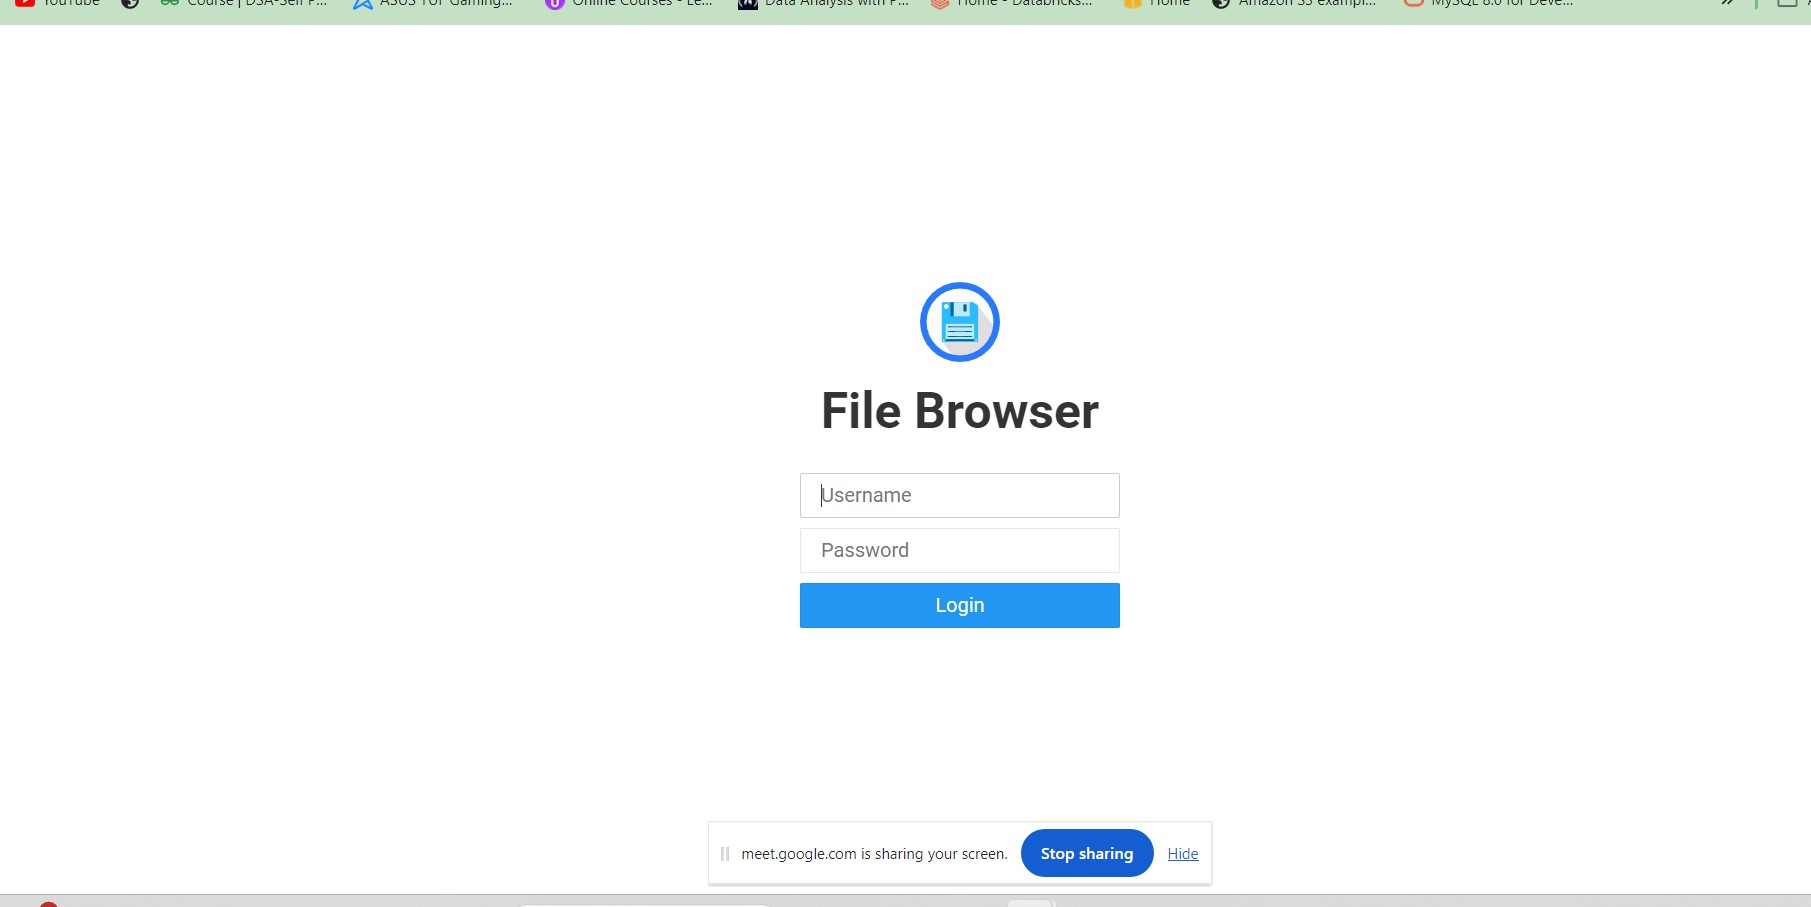 YouTube Course | DSA-Self P... ASUS TUF Gaming... Online Courses - Le... Data Analysis with P... Home - Databricks... Home Amazon S3 exampl... MySQL 8.0 for Deve... »
File Browser
Username
Password
Login
meet.google.com is sharing your screen. Stop sharing Hide